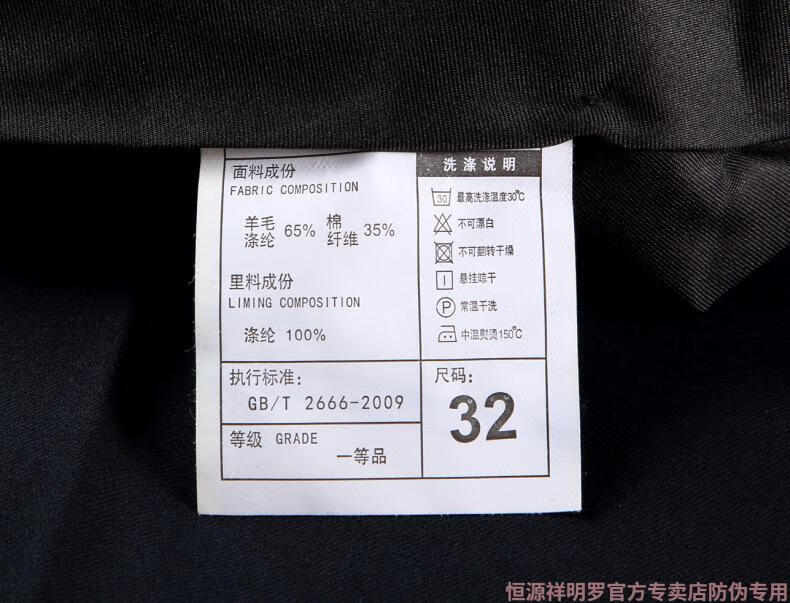 面料成份
FABRIC COMPOSITION
羊毛 65% 棉 35%
涤纶 纤维
里料成份
LIMING COMPOSITION
涤纶 100%
执行标准:
GB/T 2666-2009
等级 GRADE
一等品
洗涤说明
30 最高洗涤温度30℃
不可漂白
不可翻转干燥
悬挂晾干
P 常温干洗
中温熨烫150℃
尺码:
32
恒源祥明罗官方专卖店防伪专用